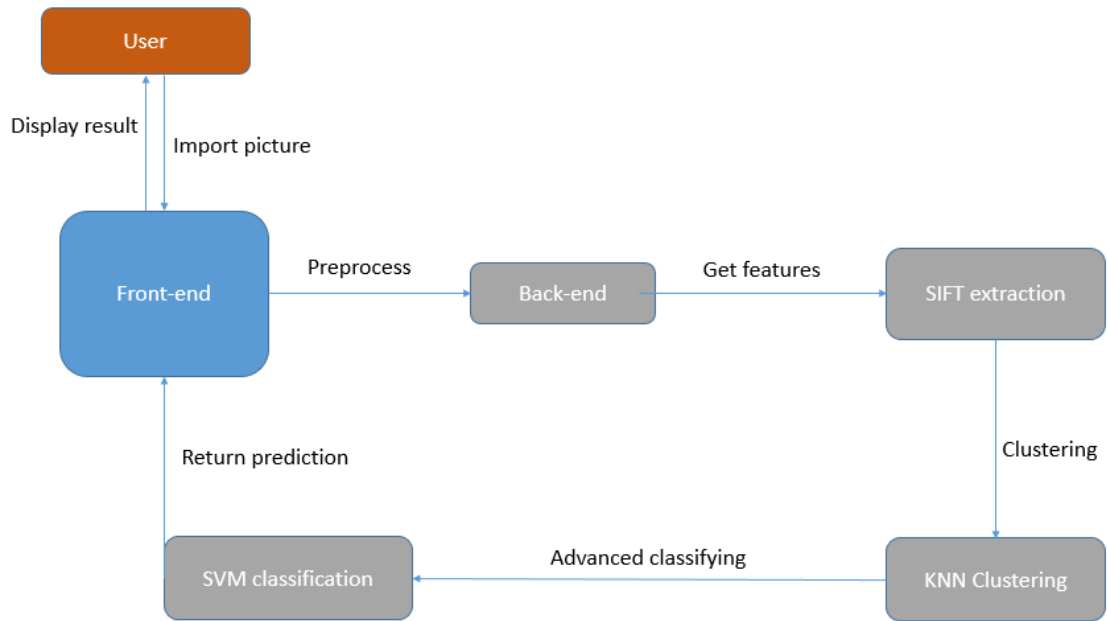 User
Display result
Import picture
Preprocess
Get features
Front-end
Back-end
SIFT extraction
Return prediction
Clustering
Advanced classifying
SVM classification
KNN Clustering